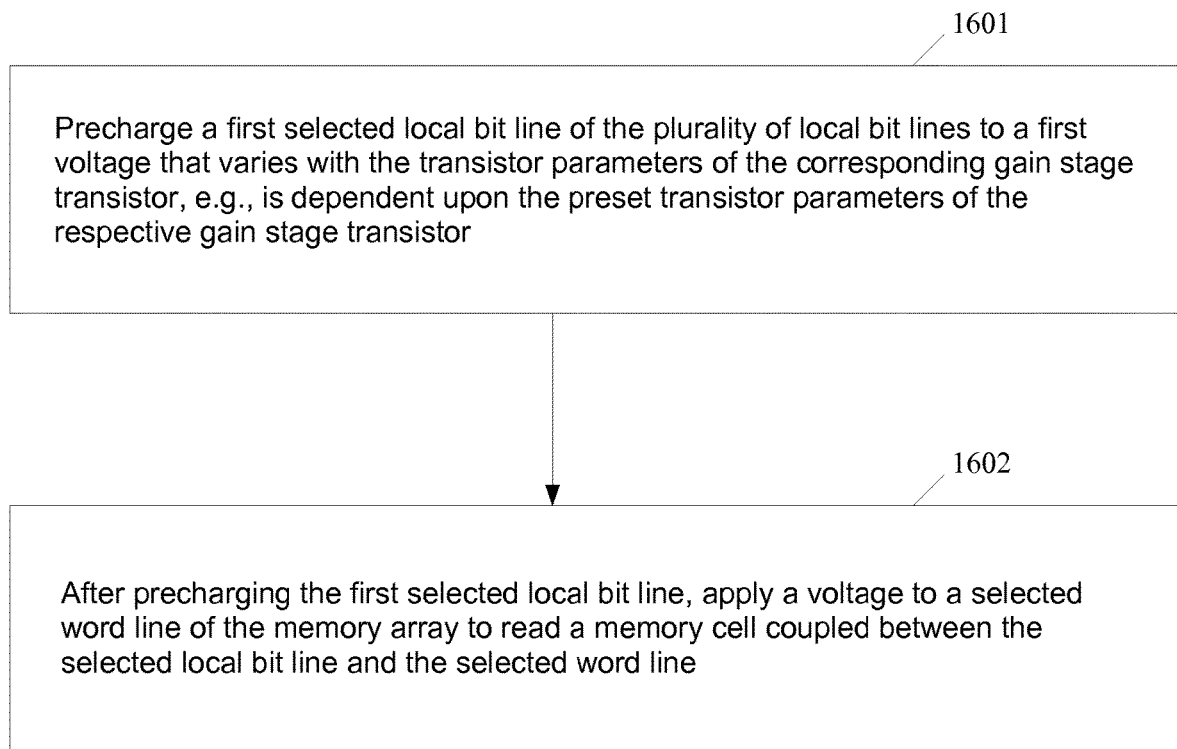 1601
Precharge a first selected local bit line of the plurality of local bit lines to a first
voltage that varies with the transistor parameters of the corresponding gain stage
transistor, e.g., is dependent upon the preset transistor parameters of the
respective gain stage transistor
1602
After precharging the first selected local bit line, apply a voltage to a selected
word line of the memory array to read a memory cell coupled between the
selected local bit line and the selected word line